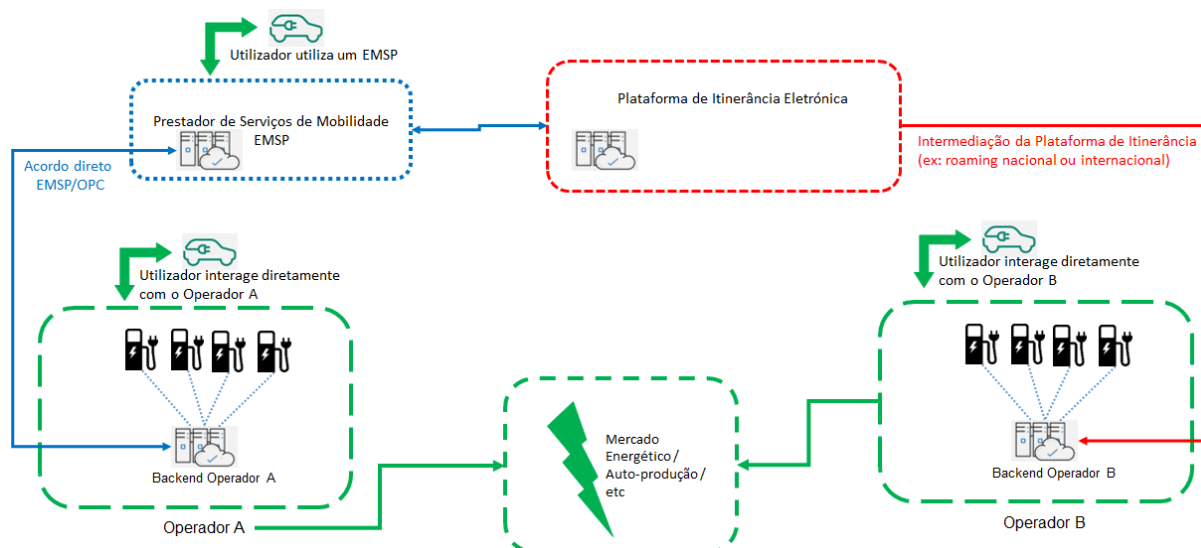 Utilizador utiliza um EMSP
Prestador de Serviços de Mobilidade
EMSP
Plataforma de Itinerância Eletrónica
Intermediação da Plataforma de Itinerância
(ex: roaming nacional ou internacional)
Acordo direto
EMSP/OPC
Utilizador interage diretamente
com o Operador A
Utilizador interage diretamente
com o Operador B
Mercado
Energético /
Auto-produção /
etc
Backend Operador A
Backend Operador B
Operador A
Operador B